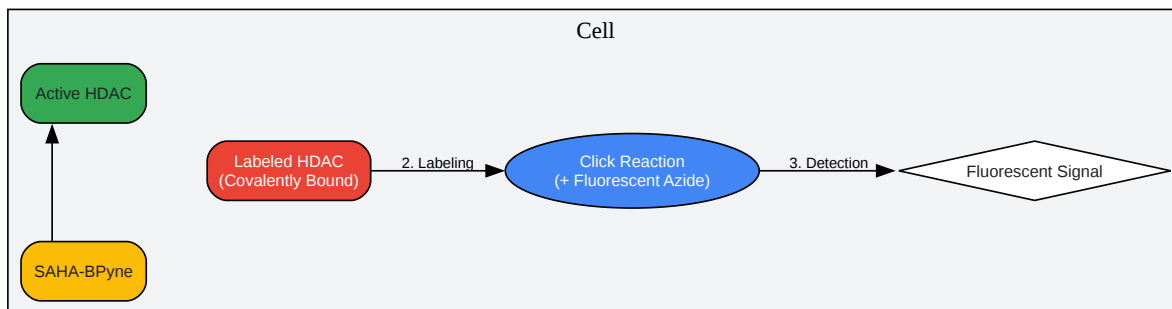 Cell
Active HDAC
SAHA-BPyne
Labeled HDAC
(Covalently Bound)
2. Labeling
Click Reaction
(+ Fluorescent Azide)
3. Detection
Fluorescent Signal